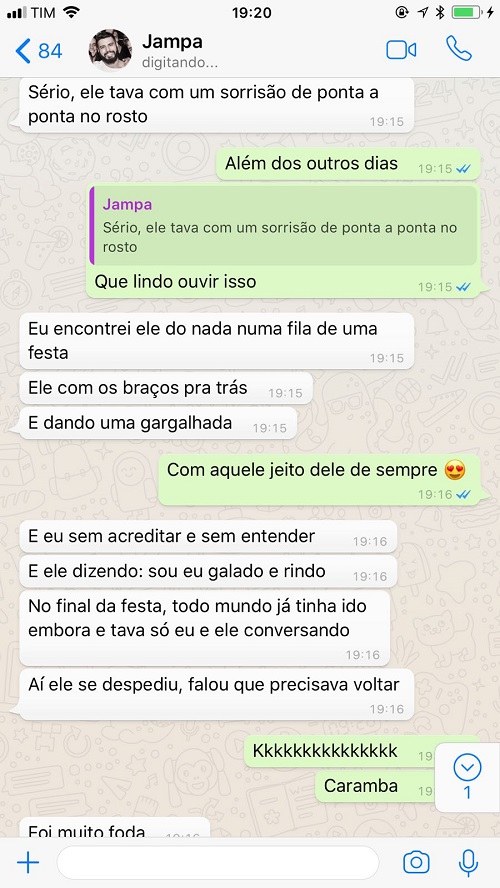 TIM 19:20
84 Jampa
digitando...
Sério, ele tava com um sorrisão de ponta a
ponta no rosto
19:15
Além dos outros dias 19:15
Jampa
Sério, ele tava com um sorrisão de ponta a ponta no
rosto
Que lindo ouvir isso 19:15
Eu encontrei ele do nada numa fila de uma
festa
19:15
Ele com os braços pra trás 19:15
E dando uma gargalhada 19:15
Com aquele jeito dele de sempre 😍
19:16
E eu sem acreditar e sem entender 19:16
E ele dizendo: sou eu galado e rindo 19:16
No final da festa, todo mundo já tinha ido
embora e tava só eu e ele conversando
19:16
Aí ele se despediu, falou que precisava voltar
19:16
Kkkkkkkkkkkkkkk 19
Caramba 19
1
Foi muito foda 19:16